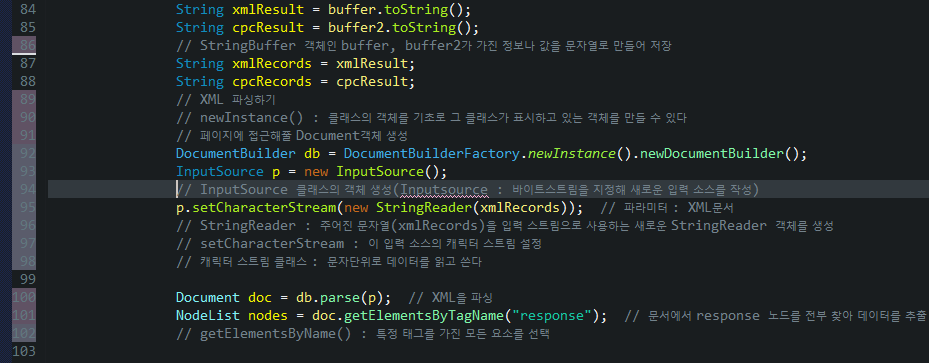 84 String xmlResult = buffer.toString();
85 String cpcResult = buffer2.toString();
86 // StringBuffer 객체인 buffer, buffer2가 가진 정보나 값을 문자열로 만들어 저장
87 String xmlRecords = xmlResult;
88 String cpcRecords = cpcResult;
89 // XML 파싱하기
90 // newInstance() : 클래스의 객체를 기초로 그 클래스가 표시하고 있는 객체를 만들 수 있다
91 // 페이지에 접근해줄 Document객체 생성
92 DocumentBuilder db = DocumentBuilderFactory.newInstance().newDocumentBuilder();
93 InputSource p = new InputSource();
94 // InputSource 클래스의 객체 생성(Inputsource : 바이트스트림을 지정해 새로운 입력 소스를 작성)
95 p.setCharacterStream(new StringReader(xmlRecords)); // 파라미터 : XML문서
96 // StringReader : 주어진 문자열(xmlRecords)을 입력 스트림으로 사용하는 새로운 StringReader 객체를 생성
97 // setCharacterStream : 이 입력 소스의 캐릭터 스트림 설정
98 // 캐릭터 스트림 클래스 : 문자단위로 데이터를 읽고 쓴다
99
100 Document doc = db.parse(p); // XML을 파싱
101 NodeList nodes = doc.getElementsByTagName("response"); // 문서에서 response 노드를 전부 찾아 데이터를 추출
102 // getElementsByName() : 특정 태그를 가진 모든 요소를 선택
103